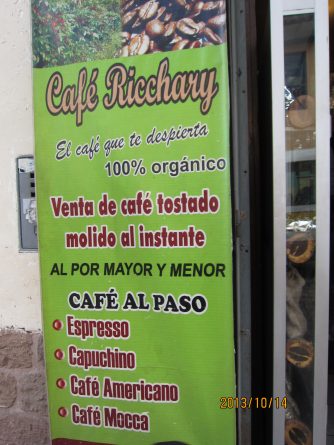 Café Ricchary
El café que te despierta
100% orgánico
Venta de café tostado
molido al instante
AL POR MAYOR Y MENOR
CAFÉ AL PASO
Espresso
Capuchino
Café Americano
Café Mocca
2013/10/14